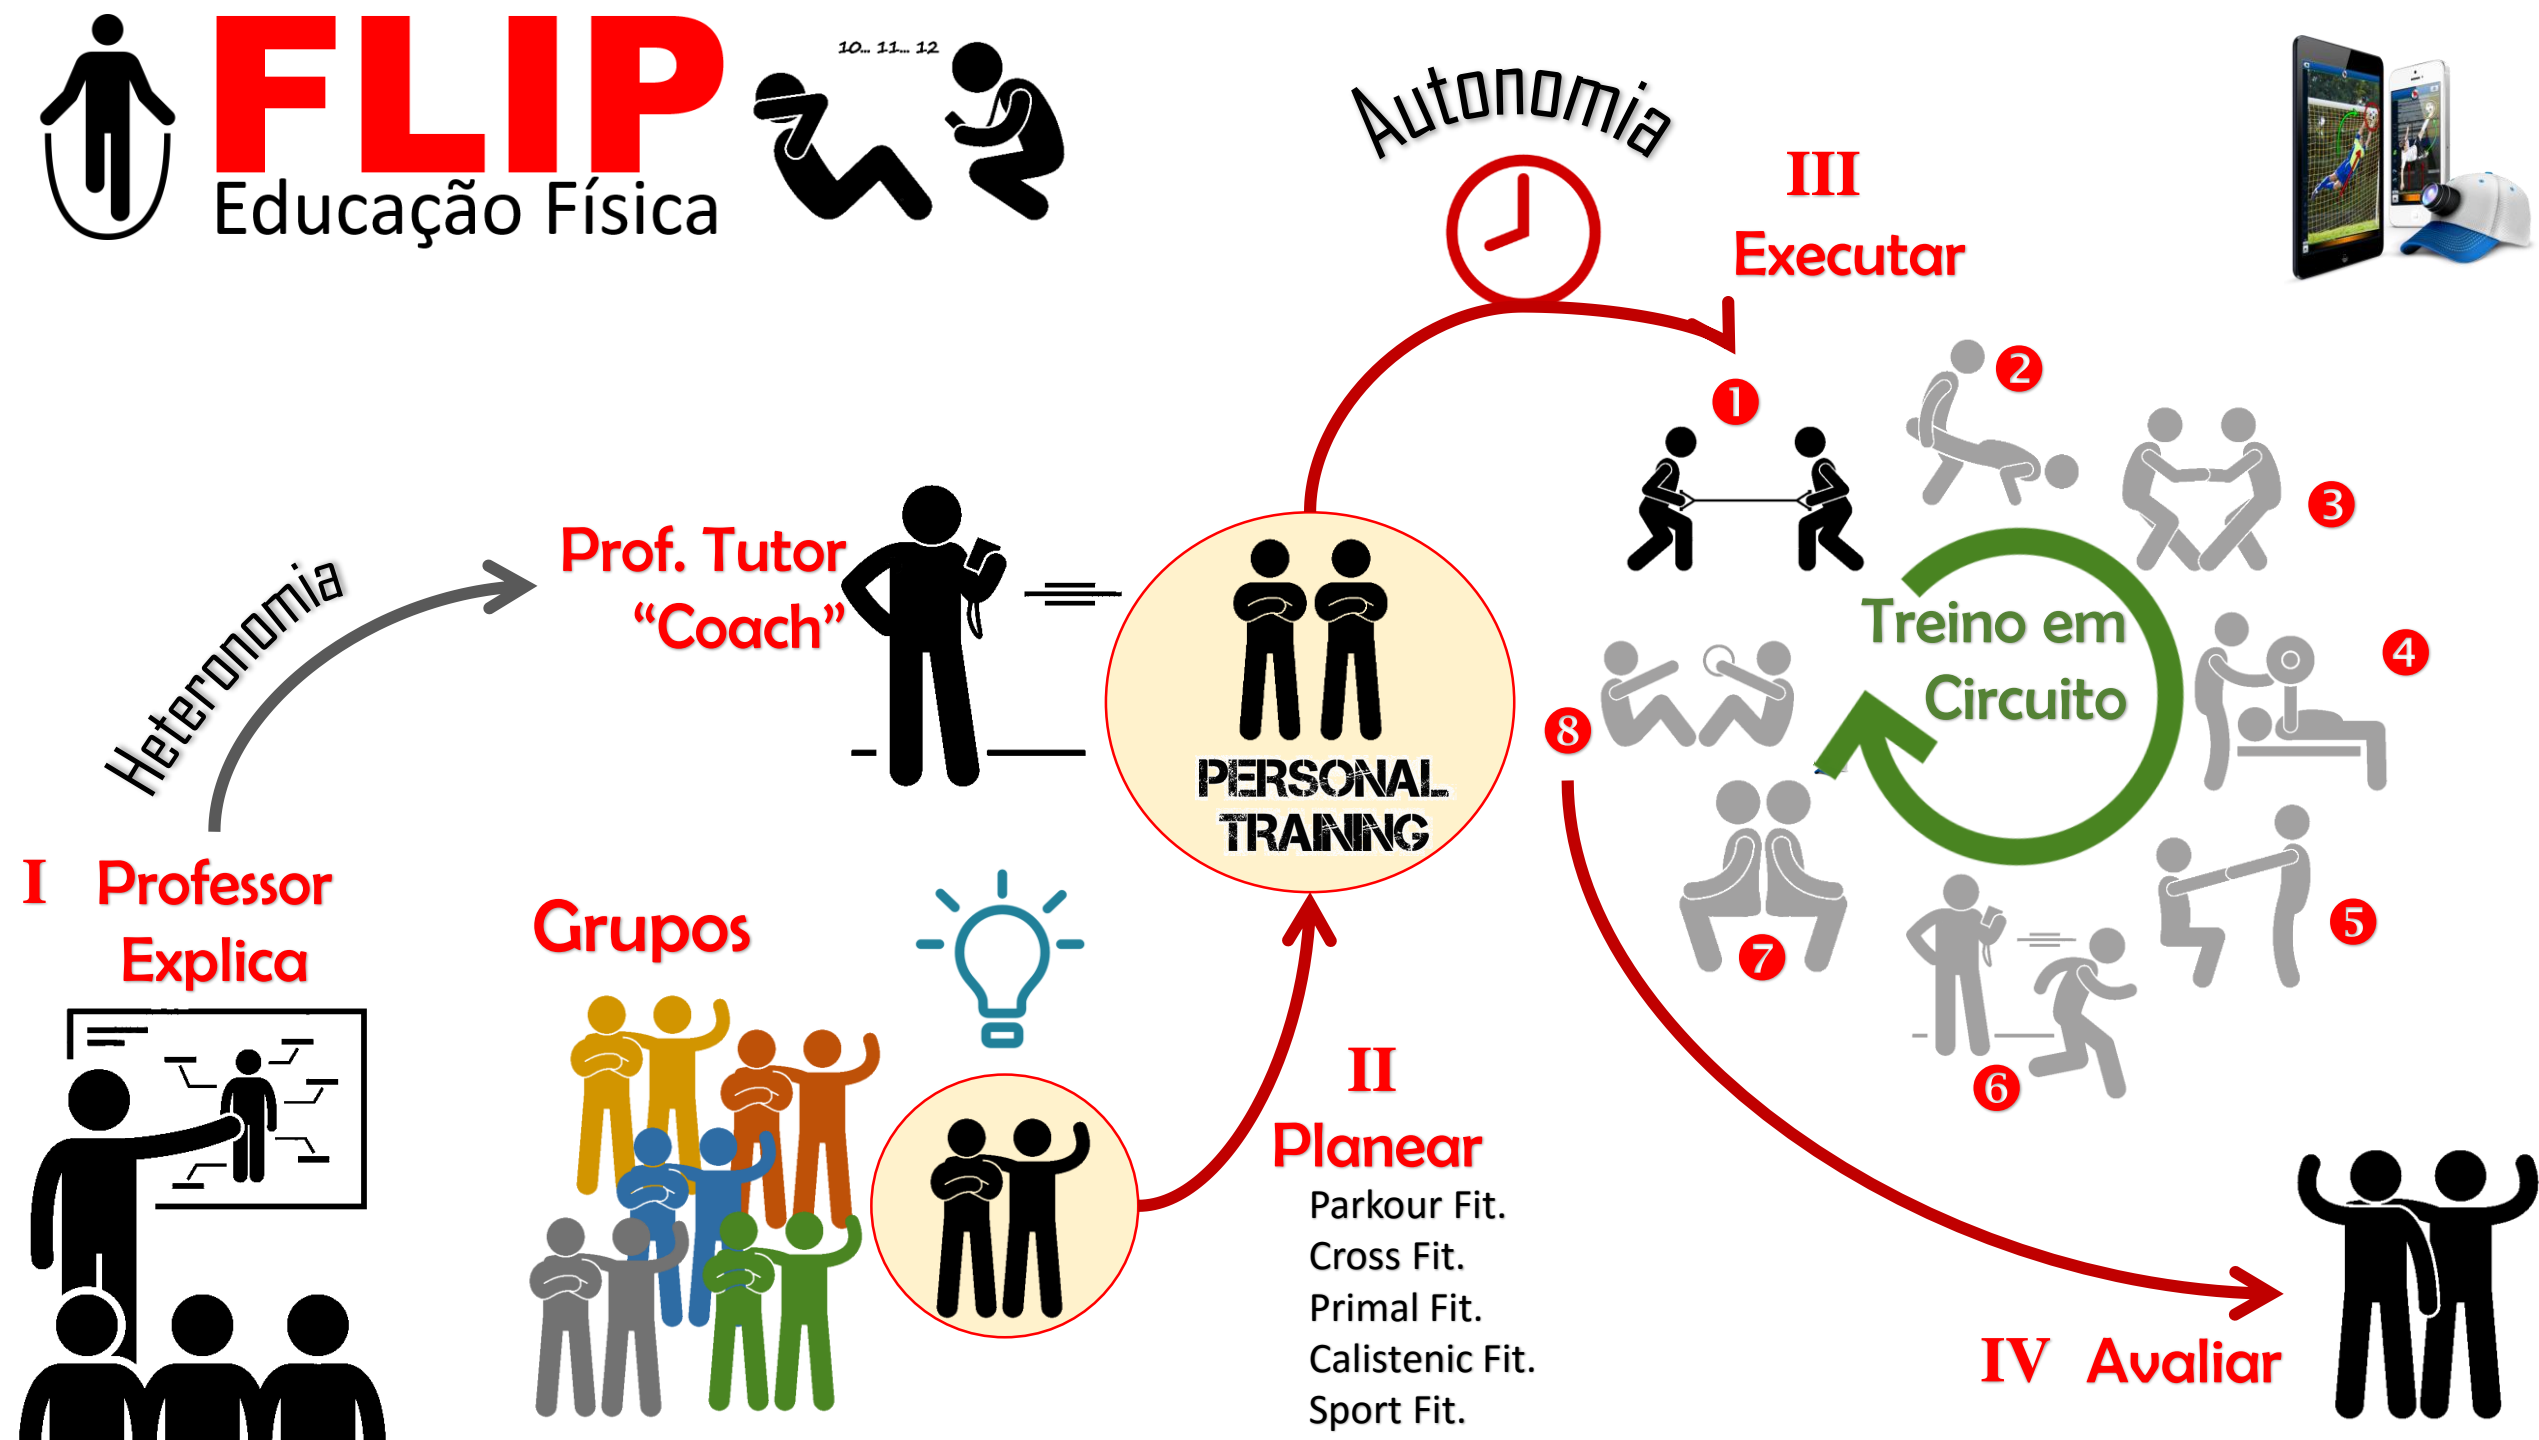 FLIP
Educação Física
10... 11... 12
Autonomia
III
Executar
1
2
3
4
5
6
7
8
Treino em
Circuito
Heteronomia
Prof. Tutor
“Coach”
PERSONAL
TRAINING
I Professor
Explica
Grupos
II
Planear
Parkour Fit.
Cross Fit.
Primal Fit.
Calistenic Fit.
Sport Fit.
IV Avaliar